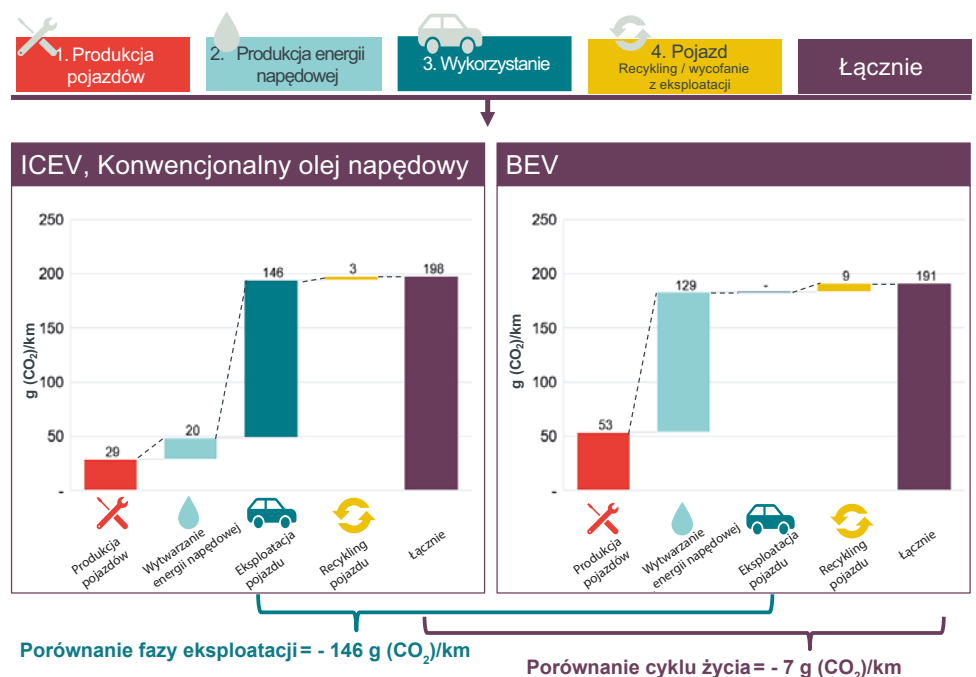 1. Produkcja
pojazdów
2. Produkcja energii
napędowej
3. Wykorzystanie
4. Pojazd
Recykling / wycofanie
z eksploatacji
Łącznie
ICEV, Konwencjonalny olej napędowy
g (CO₂)/km
250
200
150
100
50
-
29
20
146
3
198
Produkcja
pojazdów
Wytwarzanie
energii napędowej
Eksploatacja
pojazdu
Recykling
pojazdu
Łącznie
BEV
g (CO₂)/km
250
200
150
100
50
-
53
129
-
9
191
Produkcja
pojazdów
Wytwarzanie
energii napędowej
Eksploatacja
pojazdu
Recykling
pojazdu
Łącznie
Porównanie fazy eksploatacji = - 146 g (CO₂)/km
Porównanie cyklu życia = - 7 g (CO₂)/km